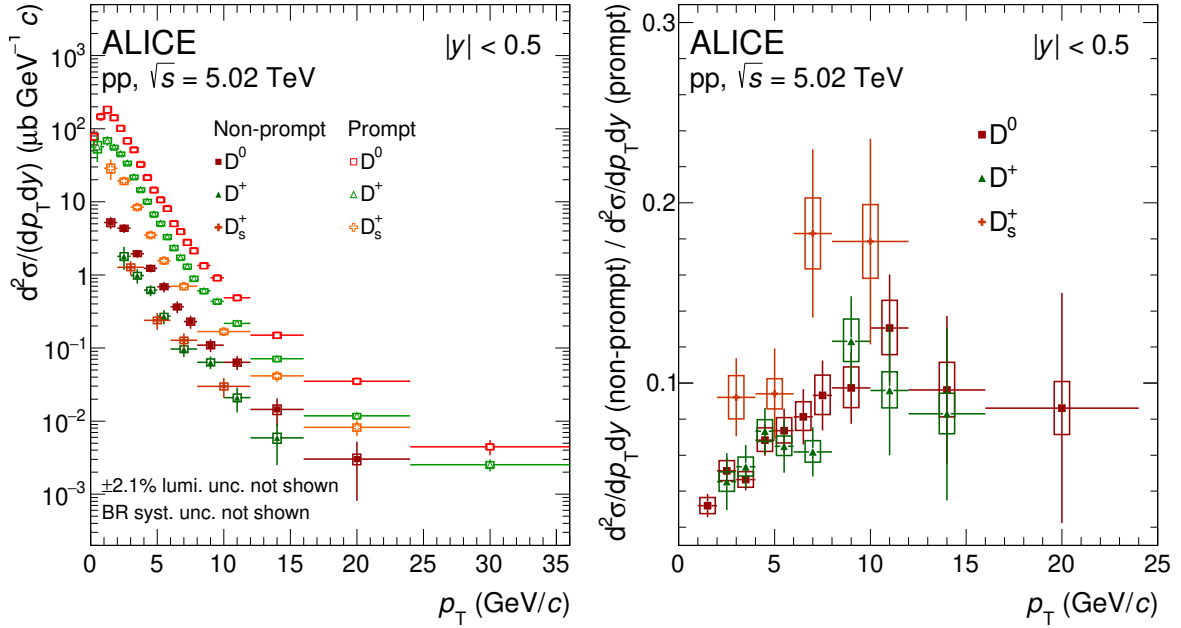 ALICE
|y| < 0.5
pp, √s = 5.02 TeV
Non-prompt Prompt
D⁰ D⁰
D⁺ D⁺
Dₛ⁺ Dₛ⁺
±2.1% lumi. unc. not shown
BR syst. unc. not shown
d²σ/(dp_T dy) (μb GeV⁻¹ c)
10³
10²
10
1
10⁻¹
10⁻²
10⁻³
0 5 10 15 20 25 30 35
p_T (GeV/c)
ALICE
|y| < 0.5
pp, √s = 5.02 TeV
D⁰
D⁺
Dₛ⁺
d²σ/dp_T dy (non-prompt) / d²σ/dp_T dy (prompt)
0.3
0.2
0.1
0 5 10 15 20 25
p_T (GeV/c)